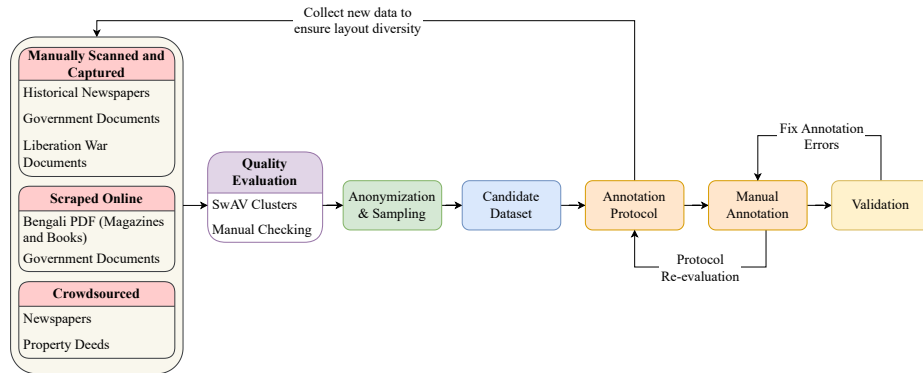 Collect new data to
ensure layout diversity
Manually Scanned and
Captured
Historical Newspapers
Government Documents
Liberation War
Documents
Scraped Online
Bengali PDF (Magazines
and Books)
Government Documents
Crowdsourced
Newspapers
Property Deeds
Quality
Evaluation
SwAV Clusters
Manual Checking
Anonymization
& Sampling
Candidate
Dataset
Annotation
Protocol
Manual
Annotation
Validation
Fix Annotation
Errors
Protocol
Re-evaluation